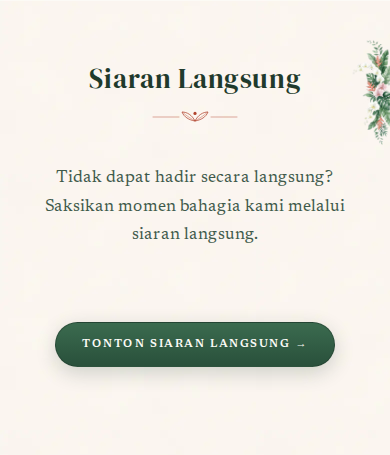 Siaran Langsung
Tidak dapat hadir secara langsung?
Saksikan momen bahagia kami melalui
siaran langsung.
TONTON SIARAN LANGSUNG →